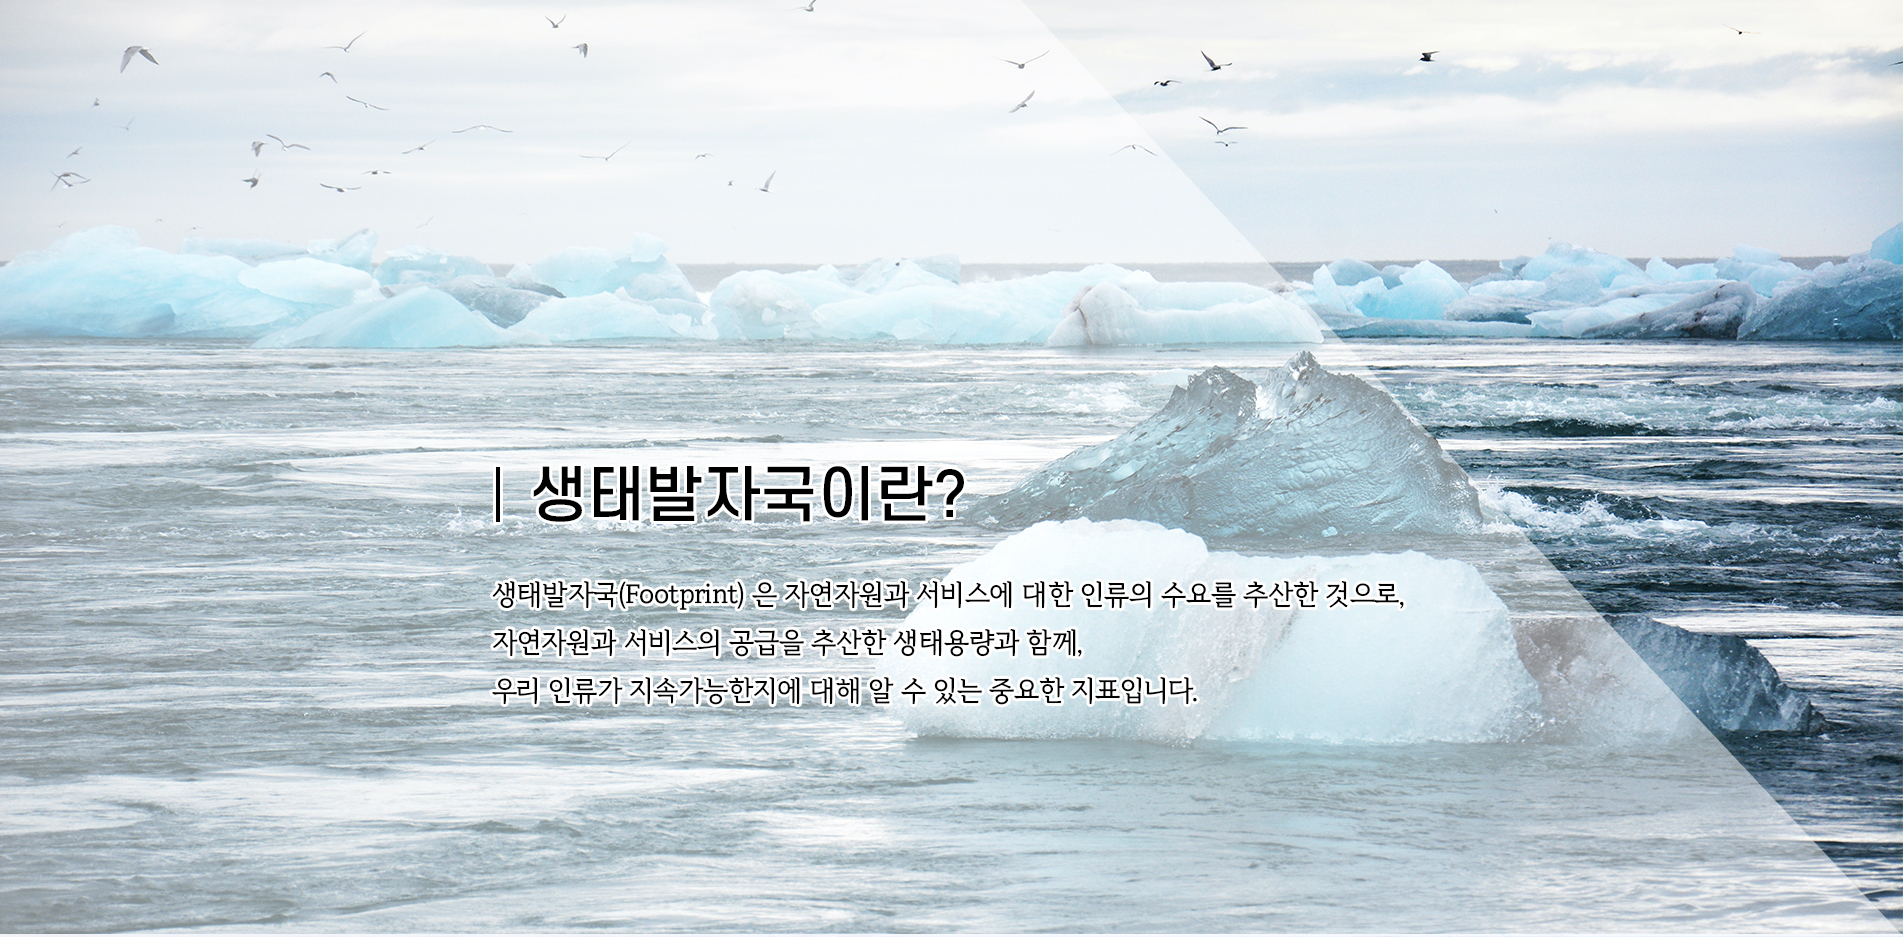 | 생태발자국이란?
생태발자국(Footprint) 은 자연자원과 서비스에 대한 인류의 수요를 추산한 것으로,
자연자원과 서비스의 공급을 추산한 생태용량과 함께,
우리 인류가 지속가능한지에 대해 알 수 있는 중요한 지표입니다.